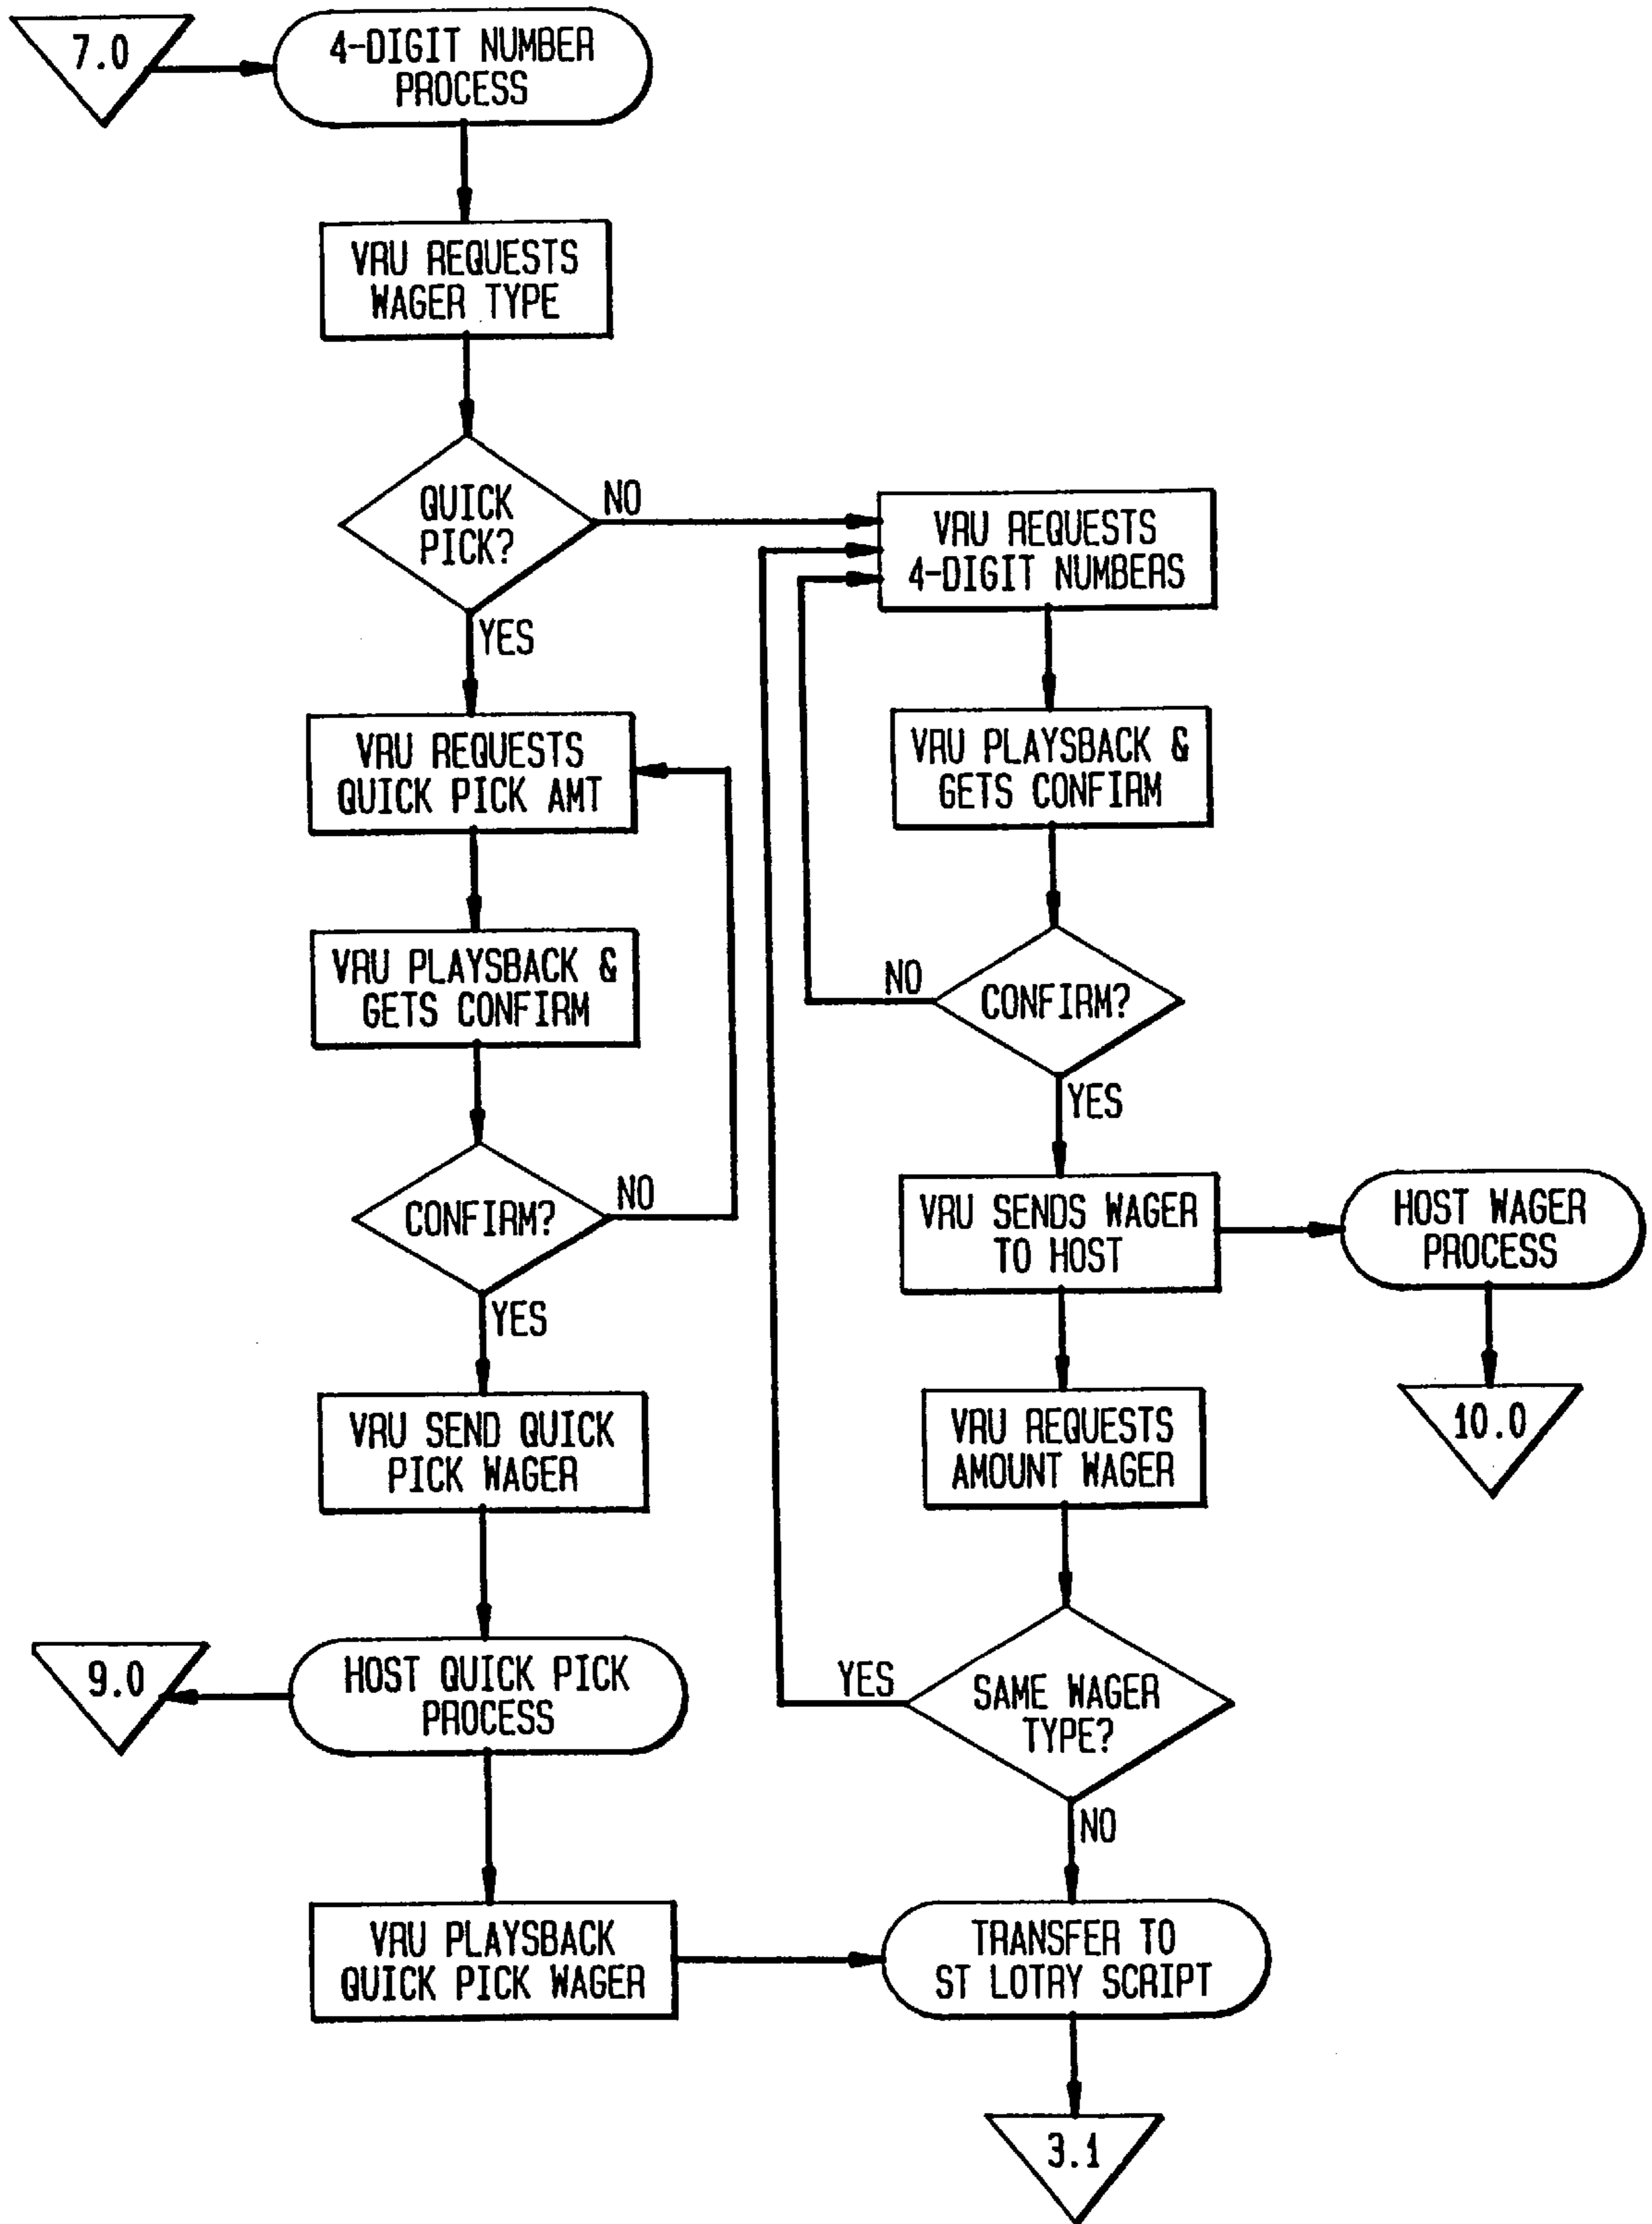 7.0
4-DIGIT NUMBER
PROCESS
VRU REQUESTS
WAGER TYPE
QUICK
PICK?
NO
YES
VRU REQUESTS
4-DIGIT NUMBERS
VRU REQUESTS
QUICK PICK AMT
VRU PLAYSBACK &
GETS CONFIRM
VRU PLAYSBACK &
GETS CONFIRM
CONFIRM?
NO
YES
CONFIRM?
NO
YES
VRU SENDS WAGER
TO HOST
HOST WAGER
PROCESS
10.0
VRU SEND QUICK
PICK WAGER
VRU REQUESTS
AMOUNT WAGER
9.0
HOST QUICK PICK
PROCESS
YES
SAME WAGER
TYPE?
NO
VRU PLAYSBACK
QUICK PICK WAGER
TRANSFER TO
ST LOTRY SCRIPT
3.1